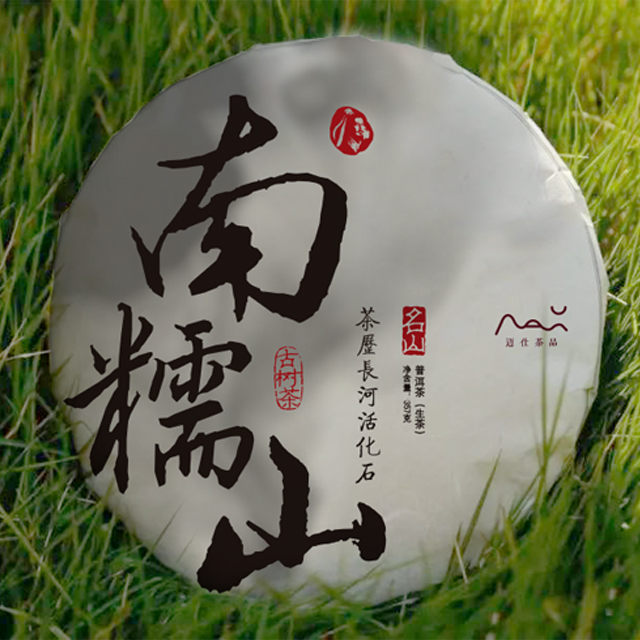 南糯山
古树茶
茶歷長河活化石
名山
普洱茶（生茶）
净含量：357克
迈仕茶品